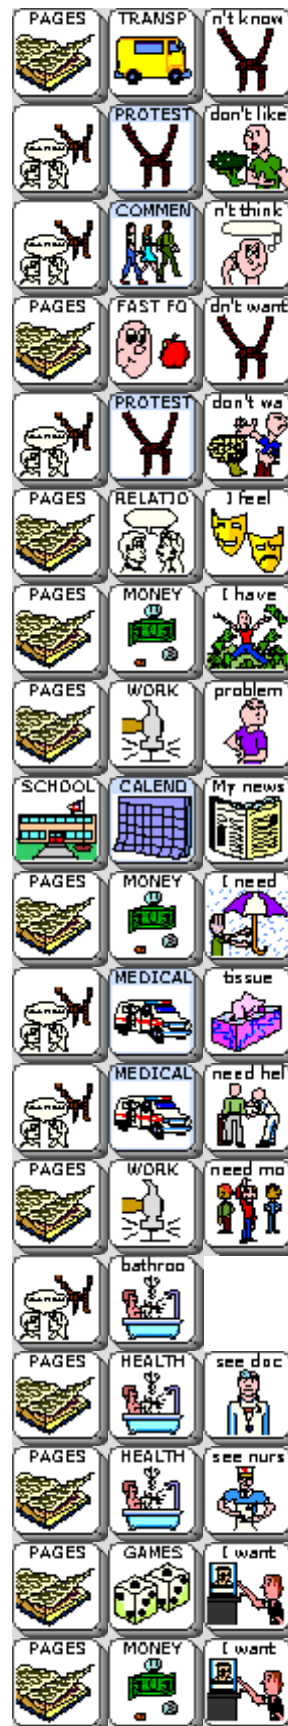 PAGES TRANSP n't know
PROTEST don't like
COMMEN n't think
PAGES FAST FO on't want
PROTEST don't wa
PAGES RELATIO I feel
PAGES MONEY I have
PAGES WORK problem
SCHOOL CALEND My news
PAGES MONEY I need
MEDICAL tissue
MEDICAL need hel
PAGES WORK need mo
bathroo
PAGES HEALTH see doc
PAGES HEALTH see nurs
PAGES GAMES I want
PAGES MONEY I want